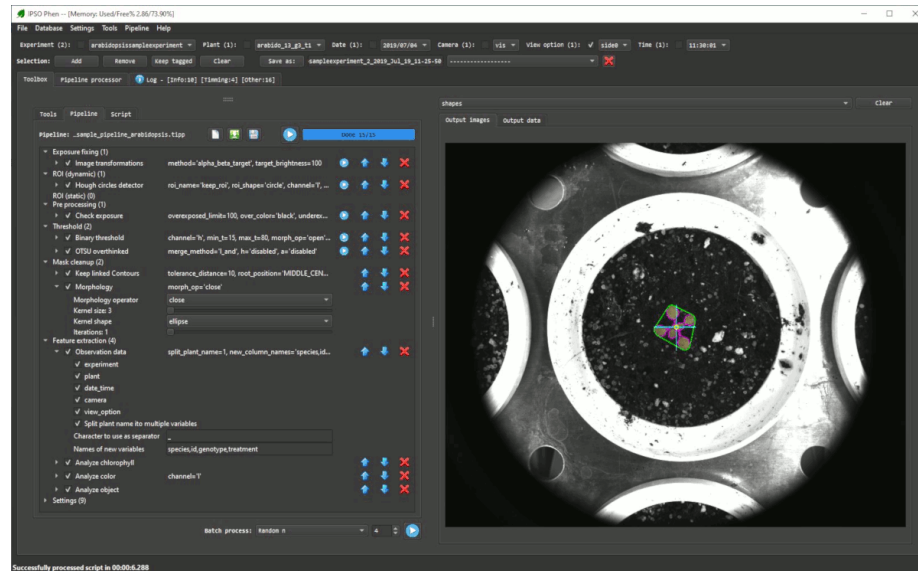 IPSO Phen -- [Memory: Used/Free% 2.86/73.90%]
File Database Settings Tools Pipeline Help
Experiment (2): arabidopsissampleexperiment Plant (1): arabido_13_g3_t1 Date (1): 2019/07/04 Camera (1): vis View option (1): side0 Time (1): 11:30:01
Selection: Add Remove Keep tagged Clear Save as: sampleexperiment_2_2019_Jul_19_11-25-50 -----------------
Toolbox Pipeline processor Log - [Info:10] [Timming:4] [Other:16]
Tools Pipeline Script
Pipeline: …sample_pipeline_arabidopsis.tipp Done 15/15
Exposure fixing (1)
Image transformations method='alpha_beta_target', target_brightness=100
ROI (dynamic) (1)
Hough circles detector roi_name='keep_roi', roi_shape='circle', channel='l', ...
ROI (static) (0)
Pre processing (1)
Check exposure overexposed_limit=100, over_color='black', underex...
Threshold (2)
Binary threshold channel='h', min_t=15, max_t=80, morph_op='open'...
OTSU overthinked merge_method='l_and', h='disabled', a='disabled'
Mask cleanup (2)
Keep linked Contours tolerance_distance=10, root_position='MIDDLE_CEN...
Morphology morph_op='close'
Morphology operator close
Kernel size: 3
Kernel shape ellipse
Iterations: 1
Feature extraction (4)
Observation data split_plant_name=1, new_column_names='species,id...
experiment
plant
date_time
camera
view_option
Split plant name ito multiple variables
Character to use as separator _
Names of new variables species,id,genotype,treatment
Analyze chlorophyll
Analyze color channel='l'
Analyze object
Settings (9)
Batch process: Random n 4
shapes Clear
Output images Output data
Successfully processed script in 00:00:6.288